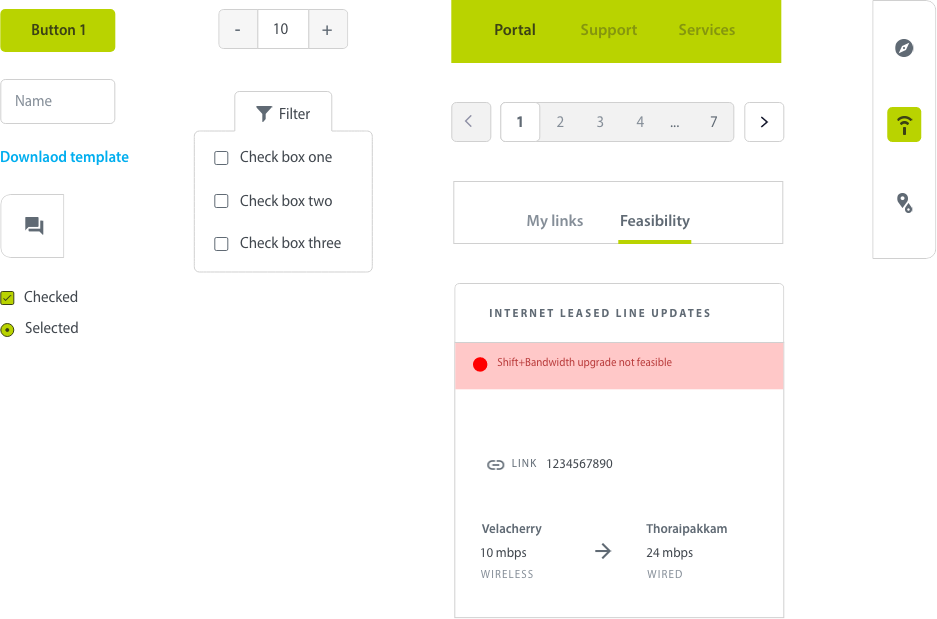 Button 1
- 10 +
Portal Support Services
Name
Filter
1 2 3 4 ... 7
Downlaod template
Check box one
Check box two
Check box three
My links Feasibility
Checked
Selected
INTERNET LEASED LINE UPDATES
Shift+Bandwidth upgrade not feasible
LINK 1234567890
Velacherry Thoraipakkam
10 mbps 24 mbps
WIRELESS WIRED